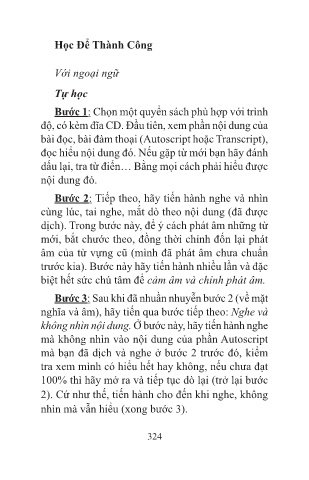 Học Để Thành Công
Với ngoại ngữ
Tự học
Bước 1: Chọn một quyển sách phù hợp với trình
độ, có kèm đĩa CD. Đầu tiên, xem phần nội dung của
bài đọc, bài đàm thoại (Autoscript hoặc Transcript),
đọc hiểu nội dung đó. Nếu gặp từ mới bạn hãy đánh
dấu lại, tra từ điển… Bằng mọi cách phải hiểu được
nội dung đó.
Bước 2: Tiếp theo, hãy tiến hành nghe và nhìn
cùng lúc, tai nghe, mắt dò theo nội dung (đã được
dịch). Trong bước này, để ý cách phát âm những từ
mới, bắt chước theo, đồng thời chỉnh đốn lại phát
âm của từ vựng cũ (mình đã phát âm chưa chuẩn
trước kia). Bước này hãy tiến hành nhiều lần và đặc
biệt hết sức chú tâm để cảm âm và chỉnh phát âm.
Bước 3: Sau khi đã nhuần nhuyễn bước 2 (về mặt
nghĩa và âm), hãy tiến qua bước tiếp theo: Nghe và
không nhìn nội dung. Ở bước này, hãy tiến hành nghe
mà không nhìn vào nội dung của phần Autoscript
mà bạn đã dịch và nghe ở bước 2 trước đó, kiểm
tra xem mình có hiểu hết hay không, nếu chưa đạt
100% thì hãy mở ra và tiếp tục dò lại (trở lại bước
2). Cứ như thế, tiến hành cho đến khi nghe, không
nhìn mà vẫn hiểu (xong bước 3).
324